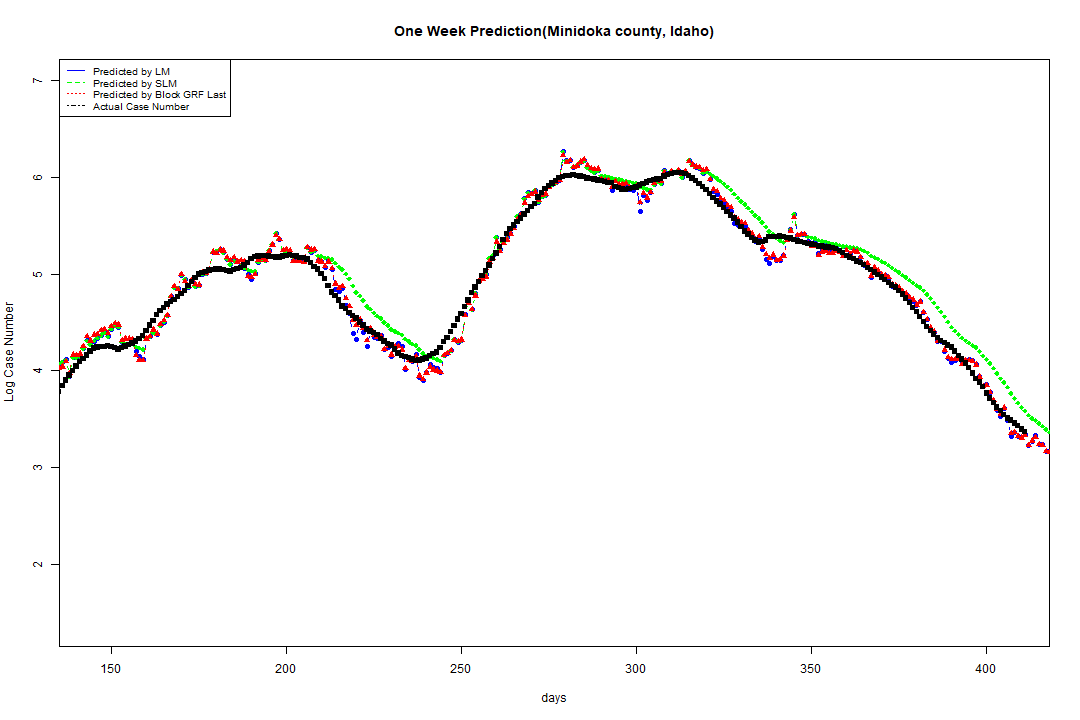 One Week Prediction(Minidoka county, Idaho)
Predicted by LM
Predicted by SLM
Predicted by Block GRF Last
Actual Case Number
7
6
5
4
3
2
Log Case Number
150 200 250 300 350 400
days